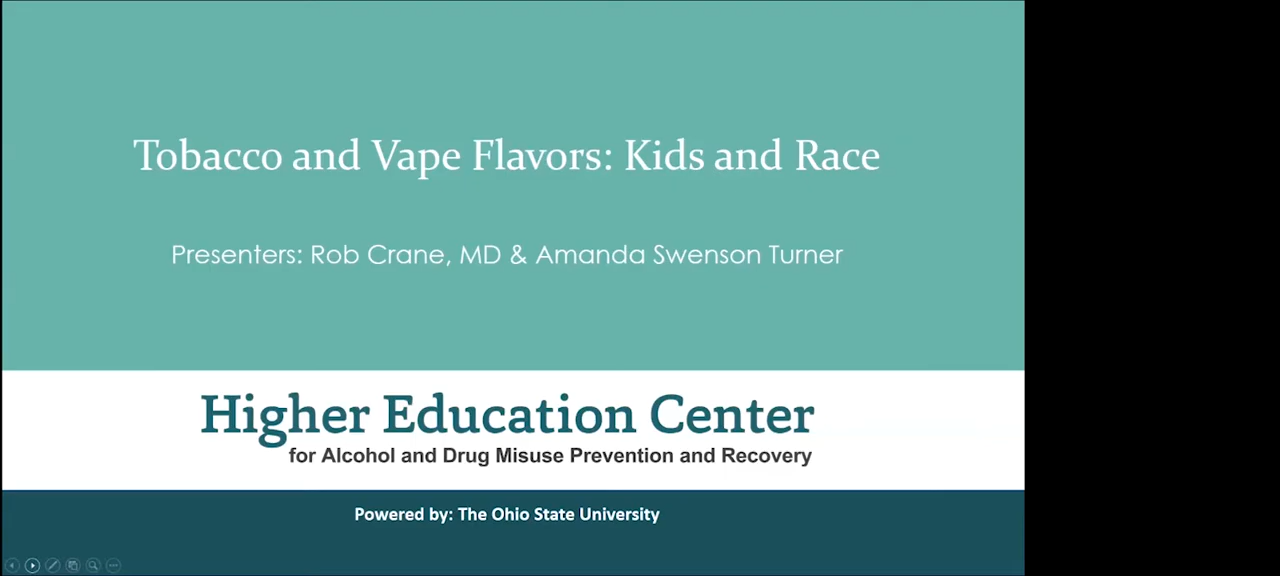 Tobacco and Vape Flavors: Kids and Race
Presenters: Rob Crane, MD & Amanda Swenson Turner
Higher Education Center
for Alcohol and Drug Misuse Prevention and Recovery
Powered by: The Ohio State University